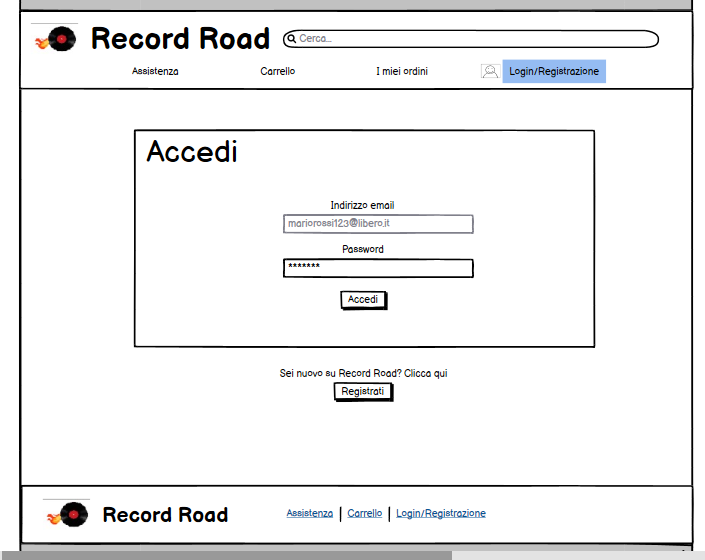 Record Road
Cerca...
Assistenza Carrello I miei ordini Login/Registrazione
Accedi
Indirizzo email
mariorossi123@libero.it
Password
*******
Accedi
Sei nuovo su Record Road? Clicca qui
Registrati
Record Road Assistenza Carrello Login/Registrazione